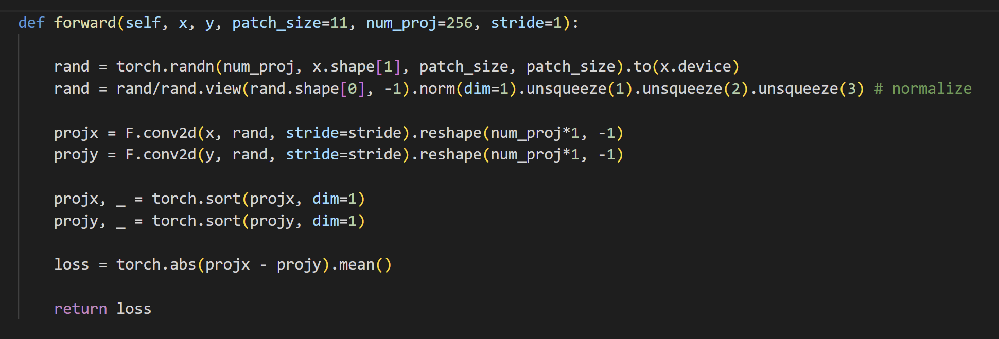 def forward(self, x, y, patch_size=11, num_proj=256, stride=1):
rand = torch.randn(num_proj, x.shape[1], patch_size, patch_size).to(x.device)
rand = rand/rand.view(rand.shape[0], -1).norm(dim=1).unsqueeze(1).unsqueeze(2).unsqueeze(3) # normalize
projx = F.conv2d(x, rand, stride=stride).reshape(num_proj*1, -1)
projy = F.conv2d(y, rand, stride=stride).reshape(num_proj*1, -1)
projx, _ = torch.sort(projx, dim=1)
projy, _ = torch.sort(projy, dim=1)
loss = torch.abs(projx - projy).mean()
return loss